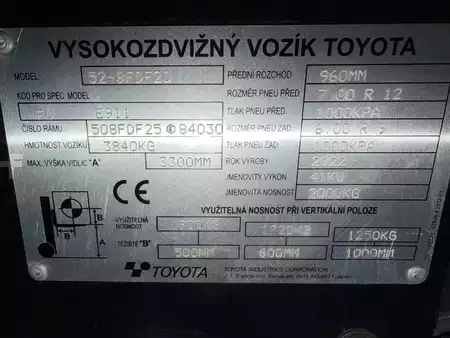 VYSOKOZDVIŽNÝ VOZÍK TOYOTA
MODEL: 52-8FDF20 PŘEDNÍ ROZCHOD 960MM
KÓD PRO SPEC. MODEL ROZMĚR PNEU PŘED 7.00 R 12
E911 TLAK PNEU PŘED. 1000KPA
ČÍSLO RÁMU 508FDF25 84030 ROZMĚR PNEU ZAD 6.00 R 9
HMOTNOST VOZÍKU 3840KG TLAK PNEU ZAD 1000KPA
MAX. VÝŠKA VIDLIC "A" 3300MM ROK VÝROBY 2022
JMENOVITÝ VÝKON 41KW
JMENOVITÁ NOSNOST 2000KG
VYUŽITELNÁ NOSNOST PŘI VERTIKÁLNÍ POLOZE
VYUŽITELNÁ NOSNOST 1250KG
TĚŽIŠTĚ "B" 500MM 600MM 1000MM
B B A
CE
TOYOTA TOYOTA INDUSTRIES CORPORATION